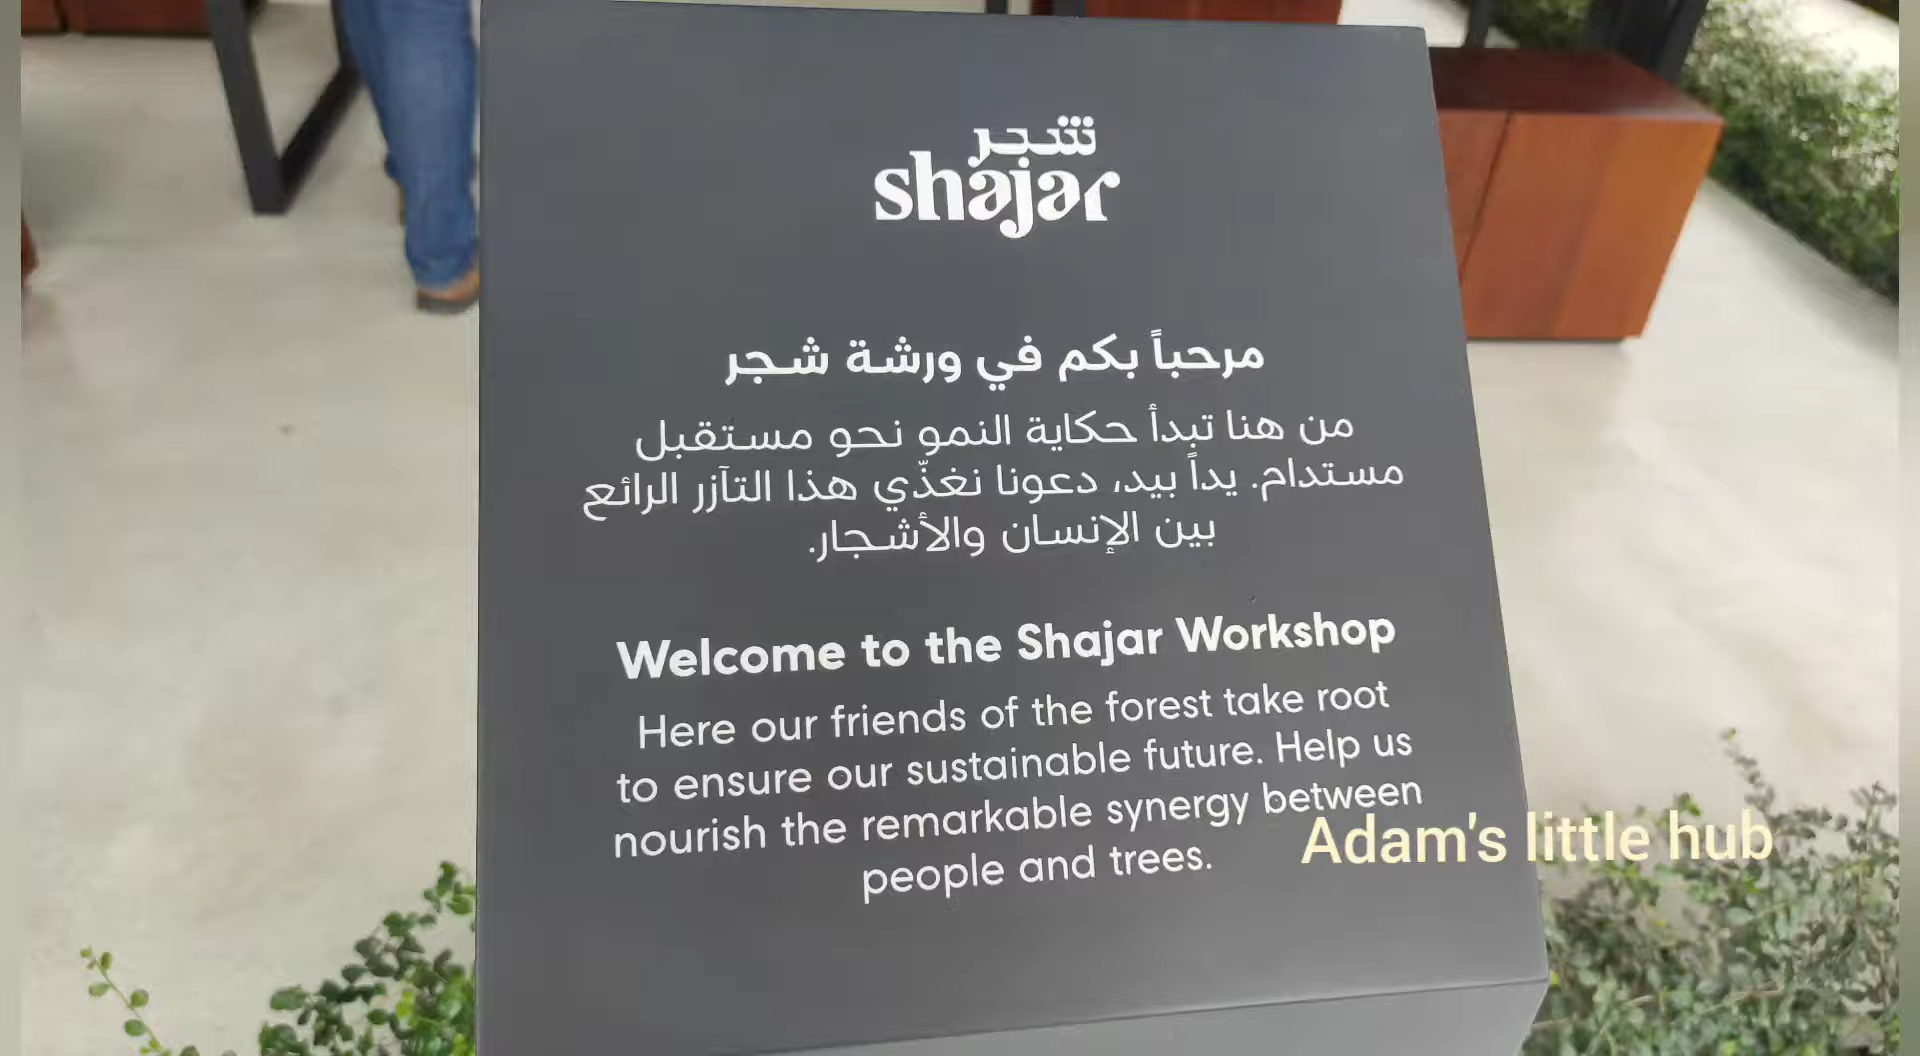 شجر
shajar
مرحباً بكم في ورشة شجر
من هنا تبدأ حكاية النمو نحو مستقبل
مستدام. يداً بيد، دعونا نغذّي هذا التآزر الرائع
بين الإنسان والأشجار.
Welcome to the Shajar Workshop
Here our friends of the forest take root
to ensure our sustainable future. Help us
nourish the remarkable synergy between
people and trees.
Adam's little hub